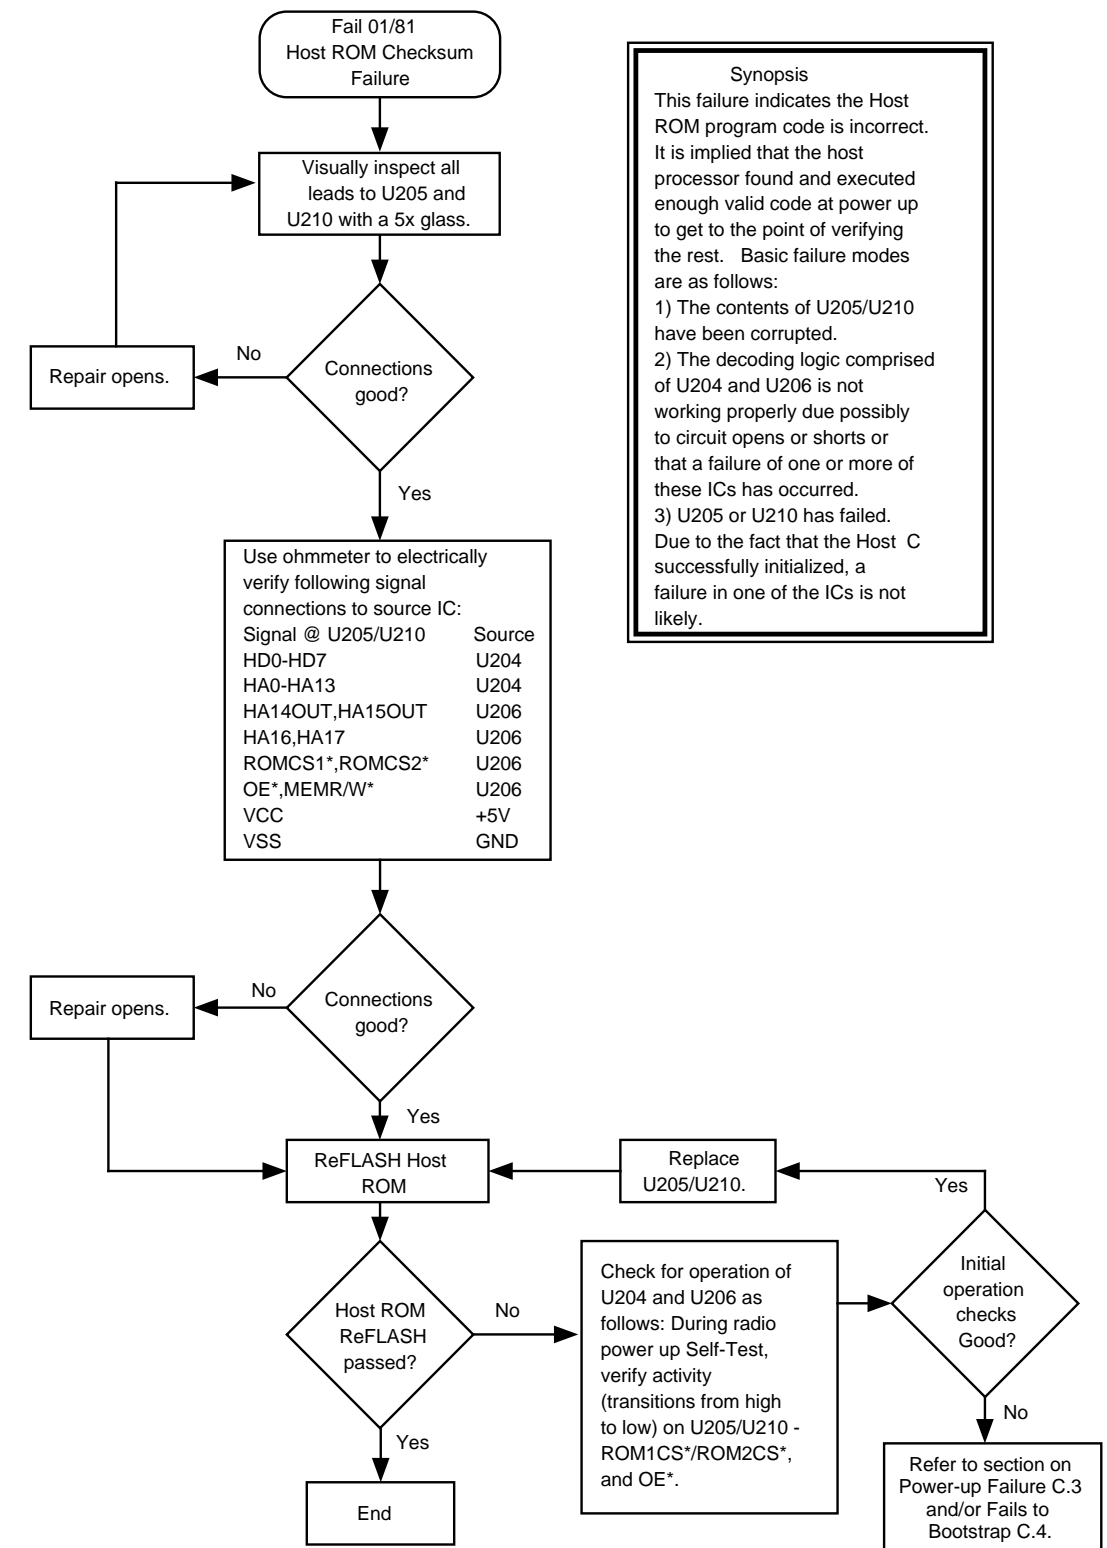 Fail 01/81
Host ROM Checksum
Failure
Visually inspect all
leads to U205 and
U210 with a 5x glass.
Connections
good?
No
Repair opens.
Yes
Use ohmmeter to electrically
verify following signal
connections to source IC:
Signal @ U205/U210 Source
HD0-HD7 U204
HA0-HA13 U204
HA14OUT,HA15OUT U206
HA16,HA17 U206
ROMCS1*,ROMCS2* U206
OE*,MEMR/W* U206
VCC +5V
VSS GND
Connections
good?
No
Repair opens.
Yes
ReFLASH Host
ROM
Host ROM
ReFLASH
passed?
Yes
End
No
Check for operation of
U204 and U206 as
follows: During radio
power up Self-Test,
verify activity
(transitions from high
to low) on U205/U210 -
ROM1CS*/ROM2CS*,
and OE*.
Initial
operation
checks
Good?
Yes
Replace
U205/U210.
No
Refer to section on
Power-up Failure C.3
and/or Fails to
Bootstrap C.4.
Synopsis
This failure indicates the Host
ROM program code is incorrect.
It is implied that the host
processor found and executed
enough valid code at power up
to get to the point of verifying
the rest. Basic failure modes
are as follows:
1) The contents of U205/U210
have been corrupted.
2) The decoding logic comprised
of U204 and U206 is not
working properly due possibly
to circuit opens or shorts or
that a failure of one or more of
these ICs has occurred.
3) U205 or U210 has failed.
Due to the fact that the Host C
successfully initialized, a
failure in one of the ICs is not
likely.